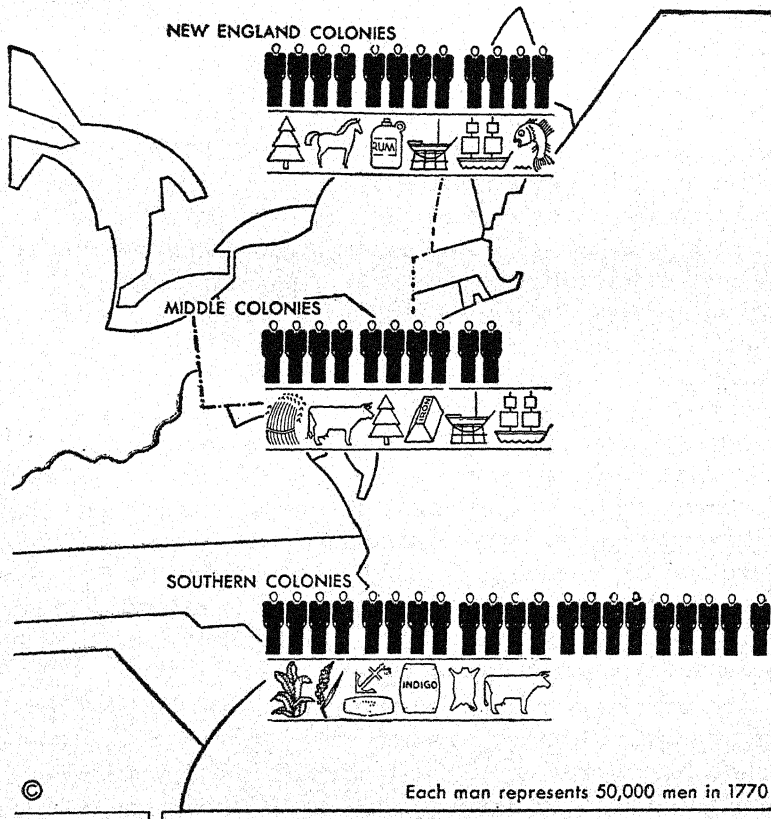 NEW ENGLAND COLONIES
RUM
MIDDLE COLONIES
IRON
SOUTHERN COLONIES
INDIGO
©
Each man represents 50,000 men in 1770